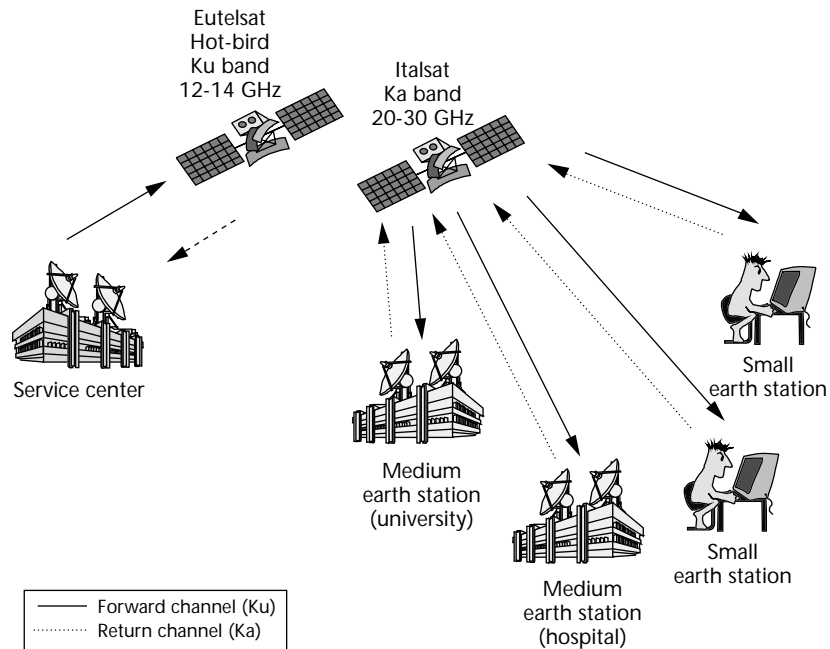 Eutelsat
Hot-bird
Ku band
12-14 GHz
Italsat
Ka band
20-30 GHz
Service center
Small
earth station
Medium
earth station
(university)
Small
earth station
Medium
earth station
(hospital)
Forward channel (Ku)
Return channel (Ka)